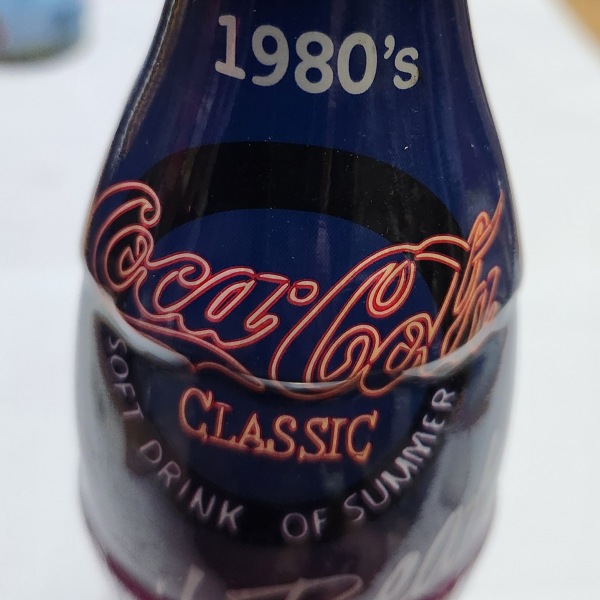 1980's
Coca-Cola
CLASSIC
SOFT DRINK OF SUMMER